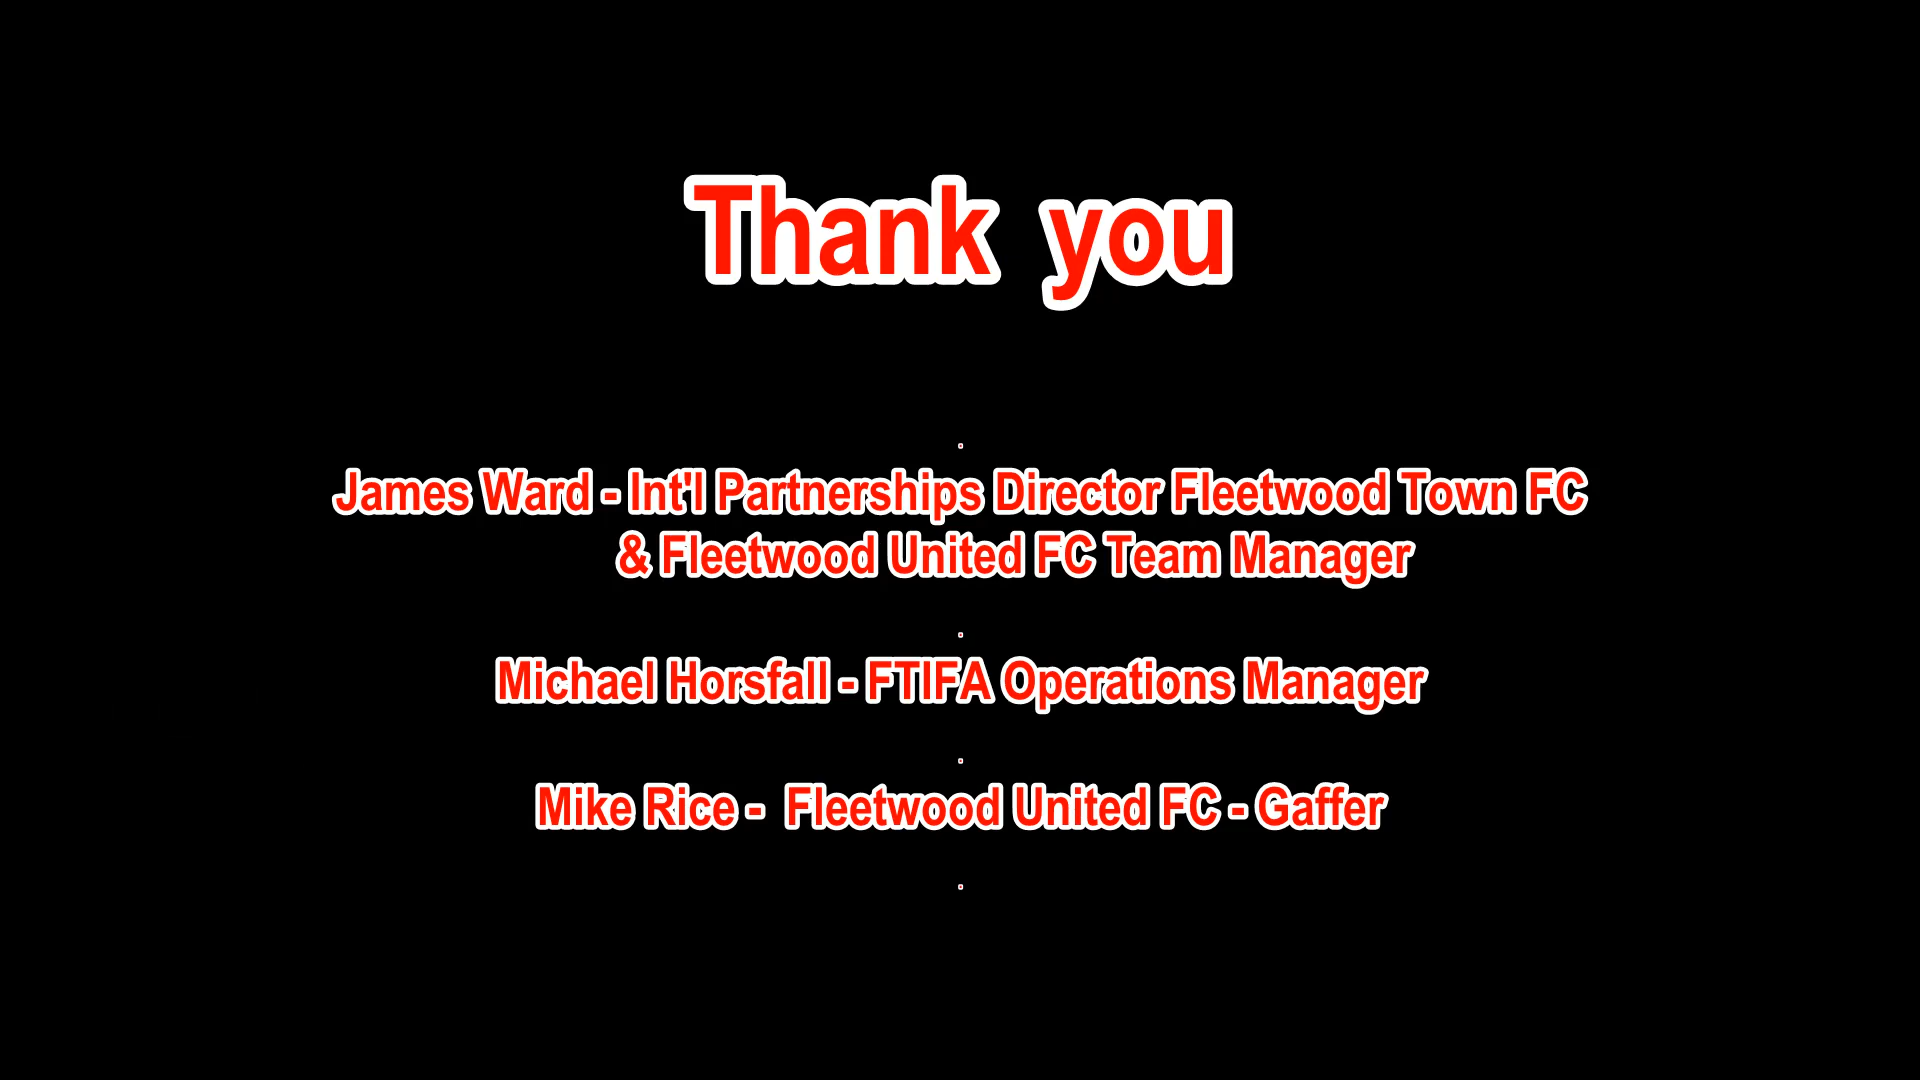 Thank you
.
James Ward - Int'l Partnerships Director Fleetwood Town FC
& Fleetwood United FC Team Manager
.
Michael Horsfall - FTIFA Operations Manager
.
Mike Rice - Fleetwood United FC - Gaffer
.